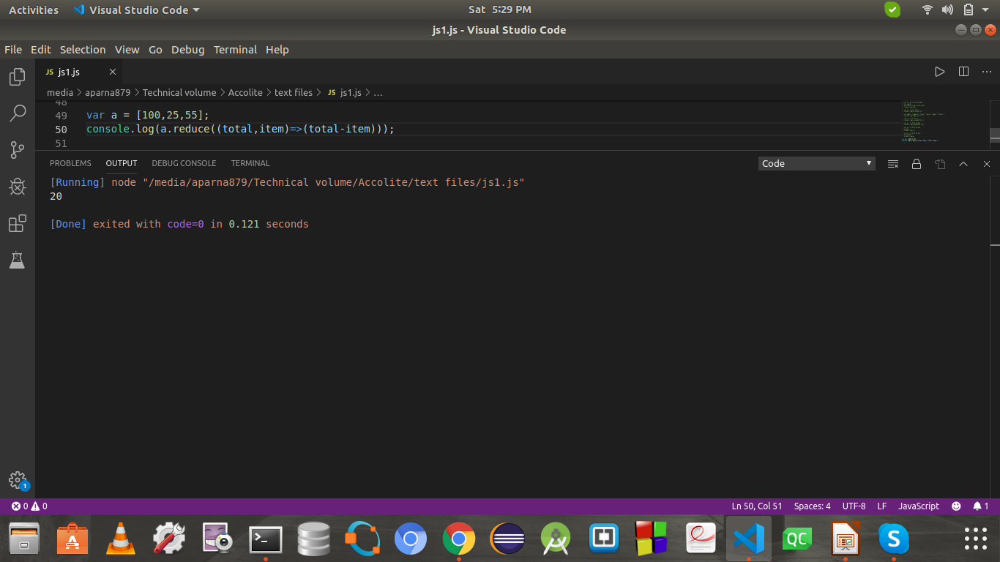 Activities Visual Studio Code Sat 5:29 PM
js1.js - Visual Studio Code
File Edit Selection View Go Debug Terminal Help
JS js1.js
media > aparna879 > Technical volume > Accolite > text files > JS js1.js > ...
48
49 var a = [100,25,55];
50 console.log(a.reduce((total,item)=>(total-item)));
51
PROBLEMS OUTPUT DEBUG CONSOLE TERMINAL Code
[Running] node "/media/aparna879/Technical volume/Accolite/text files/js1.js"
20
[Done] exited with code=0 in 0.121 seconds
1
0 0 Ln 50, Col 51 Spaces: 4 UTF-8 LF JavaScript 1
QC S